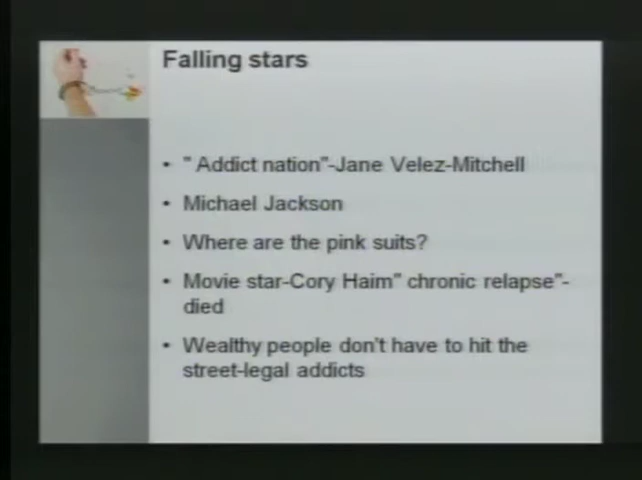 Falling stars
• " Addict nation"-Jane Velez-Mitchell
• Michael Jackson
• Where are the pink suits?
• Movie star-Cory Haim" chronic relapse"-
died
• Wealthy people don't have to hit the
street-legal addicts